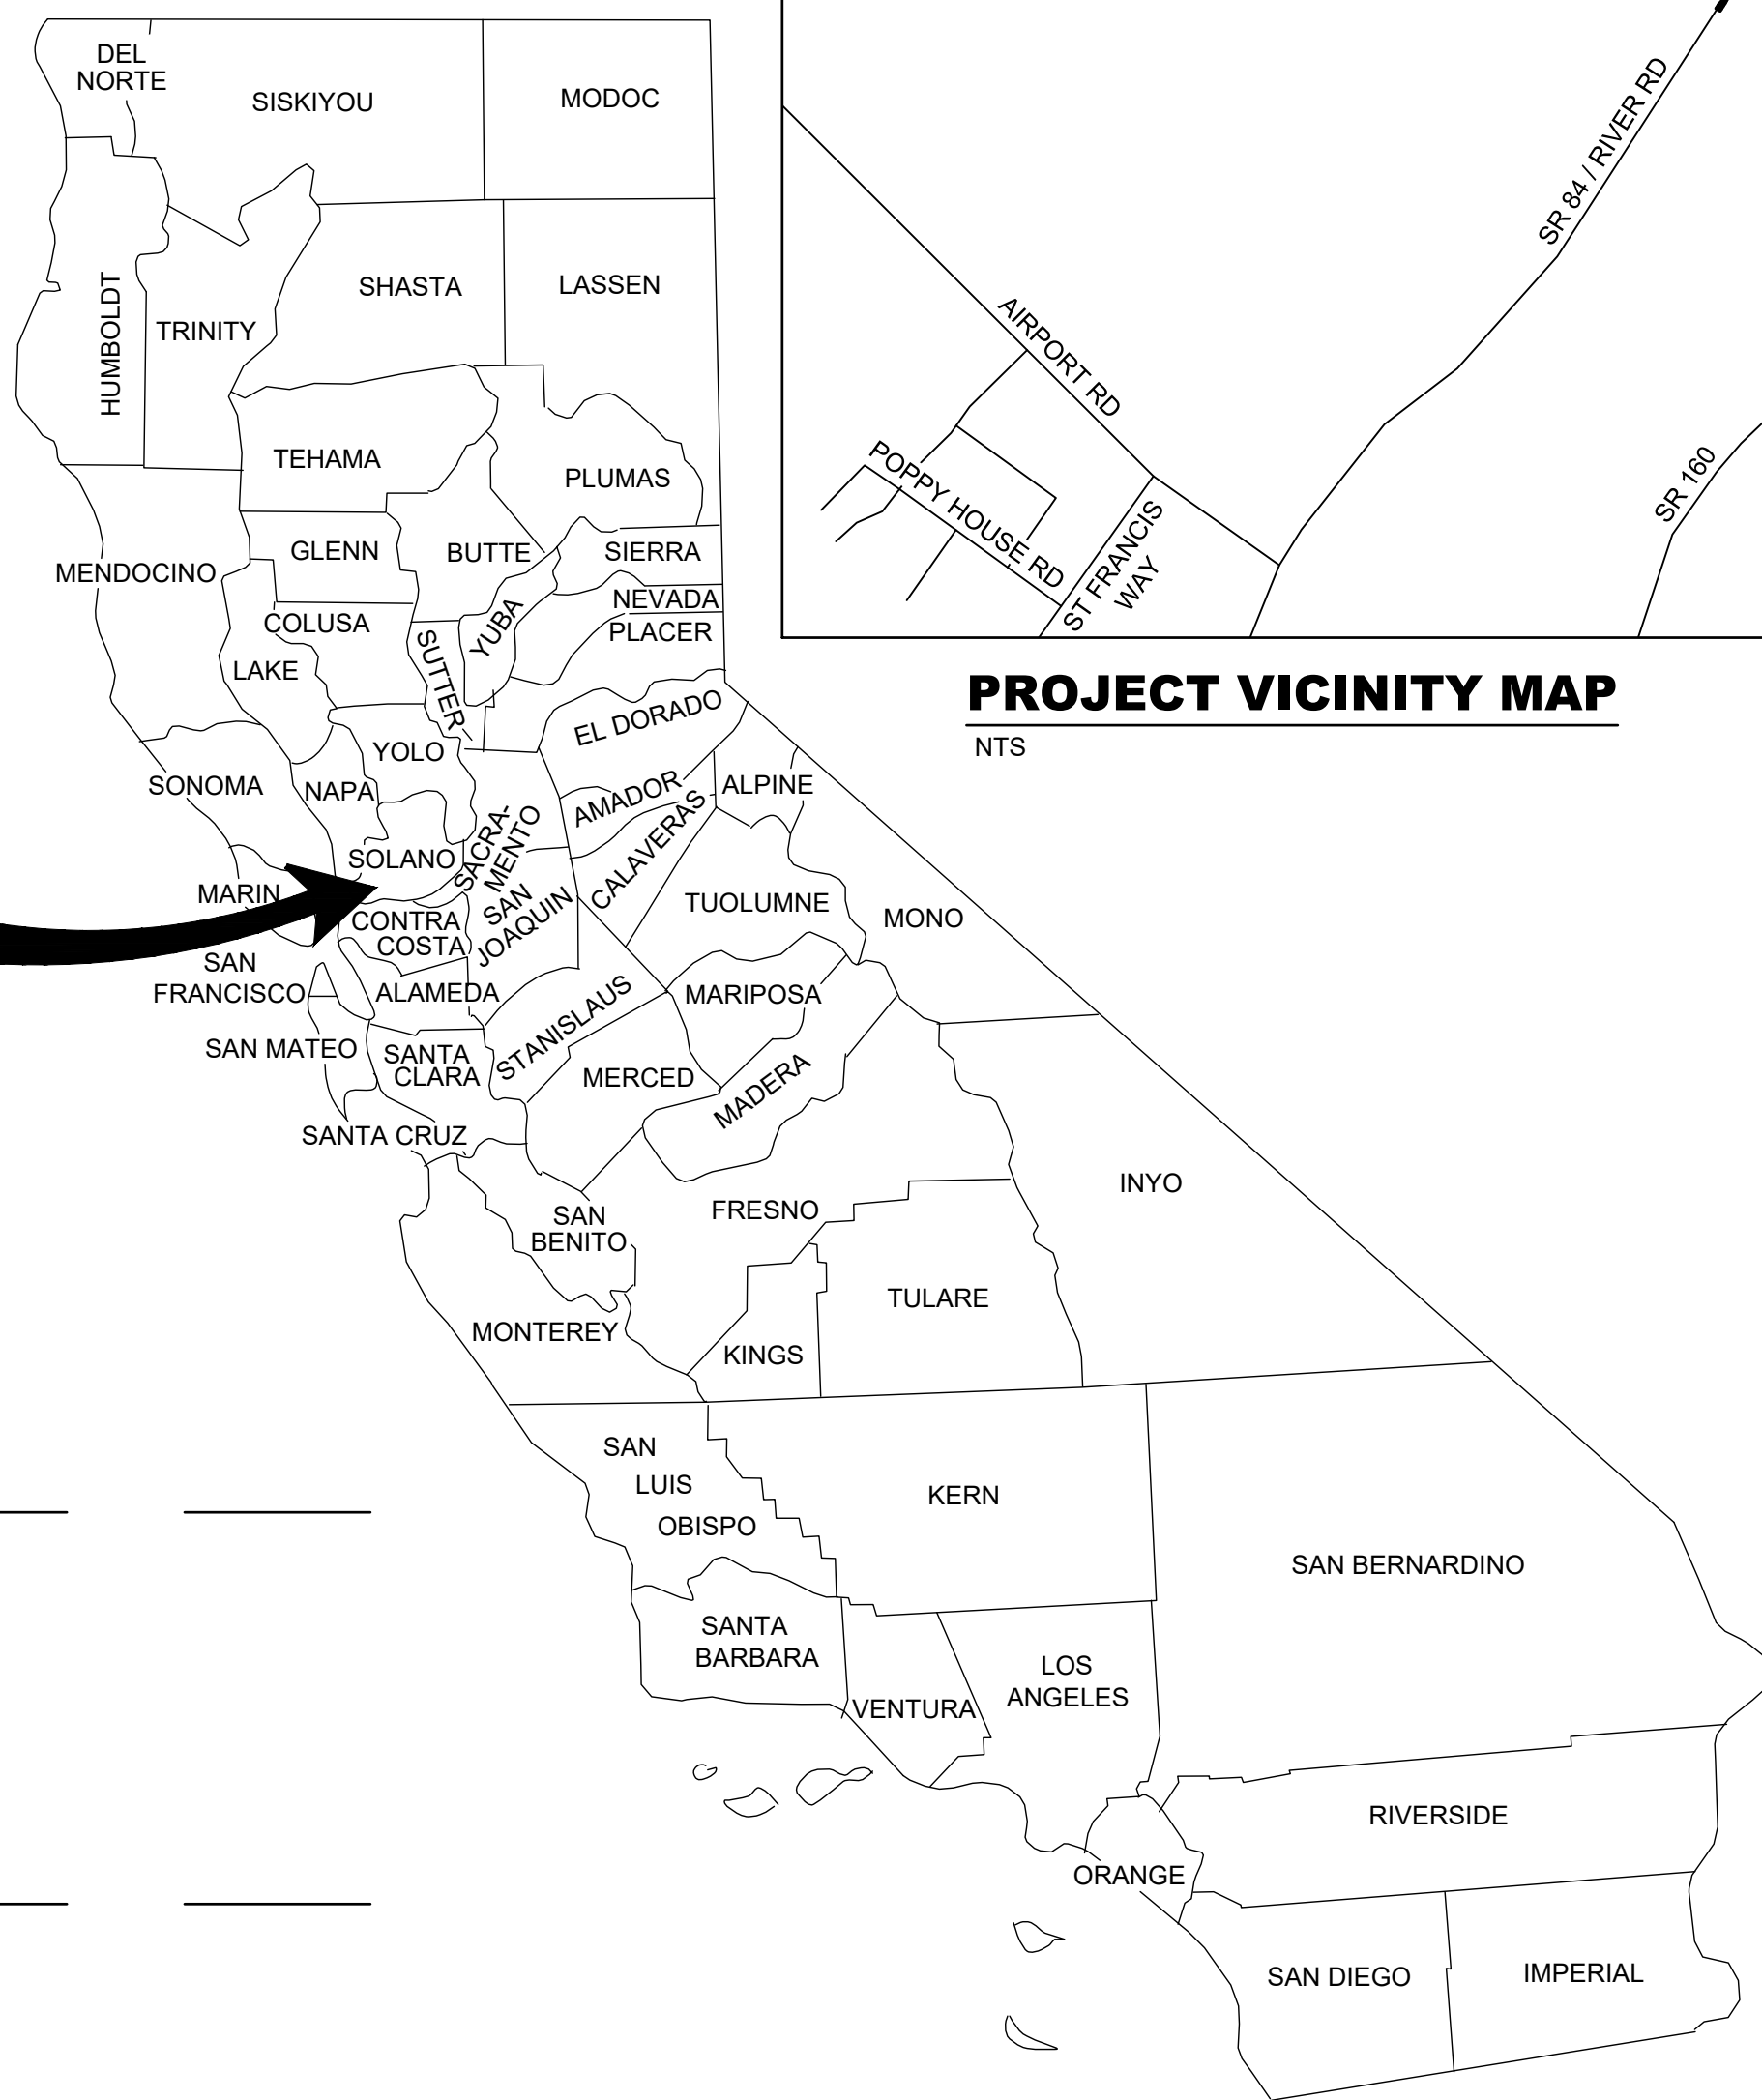 DEL
NORTE
SISKIYOU
MODOC
HUMBOLDT
TRINITY
SHASTA
LASSEN
TEHAMA
PLUMAS
MENDOCINO
GLENN
BUTTE
SIERRA
COLUSA
LAKE
SUTTER
YUBA
NEVADA
PLACER
SONOMA
NAPA
YOLO
EL DORADO
AMADOR
ALPINE
SOLANO
SACRA-
MENTO
CALAVERAS
MARIN
CONTRA
COSTA
SAN
JOAQUIN
TUOLUMNE
MONO
SAN
FRANCISCO
ALAMEDA
STANISLAUS
MARIPOSA
SAN MATEO
SANTA
CLARA
MERCED
MADERA
SANTA CRUZ
SAN
BENITO
FRESNO
INYO
MONTEREY
KINGS
TULARE
SAN
LUIS
OBISPO
KERN
SAN BERNARDINO
SANTA
BARBARA
VENTURA
LOS
ANGELES
RIVERSIDE
ORANGE
SAN DIEGO
IMPERIAL
SR 84 / RIVER RD
AIRPORT RD
POPPY HOUSE RD
ST FRANCIS
WAY
SR 160
PROJECT VICINITY MAP
NTS